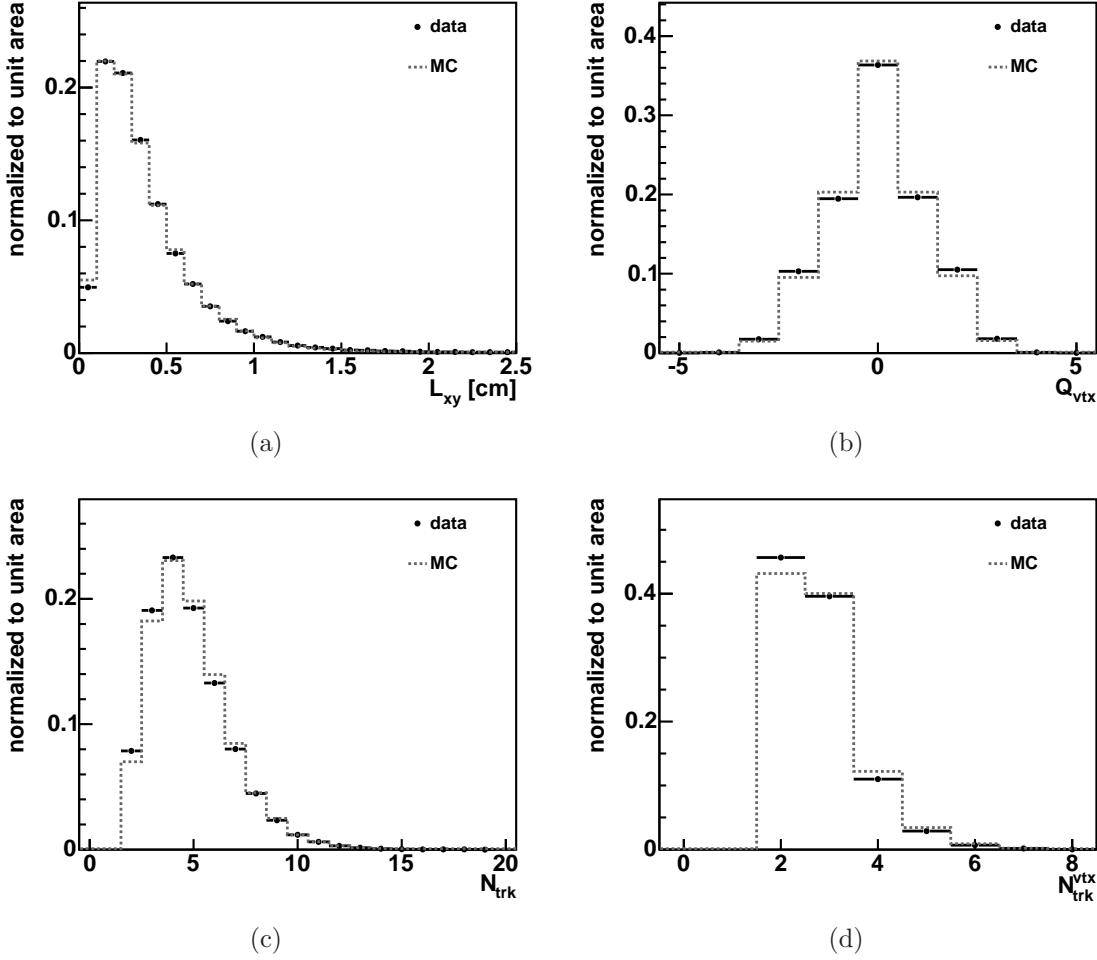 normalized to unit area
0.2
0.1
0
data
MC
0 0.5 1 1.5 2 2.5
L_xy [cm]
(a)
normalized to unit area
0.4
0.3
0.2
0.1
0
data
MC
-5 0 5
Q_vtx
(b)
normalized to unit area
0.2
0.1
0
data
MC
0 5 10 15 20
N_trk
(c)
normalized to unit area
0.4
0.2
0
data
MC
0 2 4 6 8
N_trk^vtx
(d)